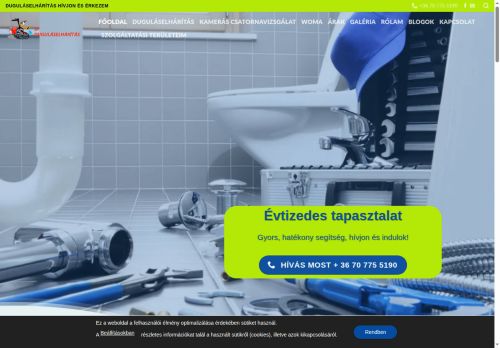 DUGULÁSELHÁRÍTÁS HÍVJON ÉS ÉRKEZEM
+36 70 775 5190
DUGULÁSELHÁRÍTÁS
FŐOLDAL DUGULÁSELHÁRÍTÁS KAMERÁS CSATORNAVIZSGÁLAT WOMA ÁRAK GALÉRIA RÓLAM BLOGOK KAPCSOLAT
SZOLGÁLTATÁSI TERÜLETEIM
Évtizedes tapasztalat
Gyors, hatékony segítség, hívjon és indulok!
HÍVÁS MOST + 36 70 775 5190
Ez a weboldal a felhasználói élmény optimalizálása érdekében sütiket használ.
A Beállításokban részletes információkat talál a használt sütikről (cookies), illetve azok kikapcsolásáról.
Rendben